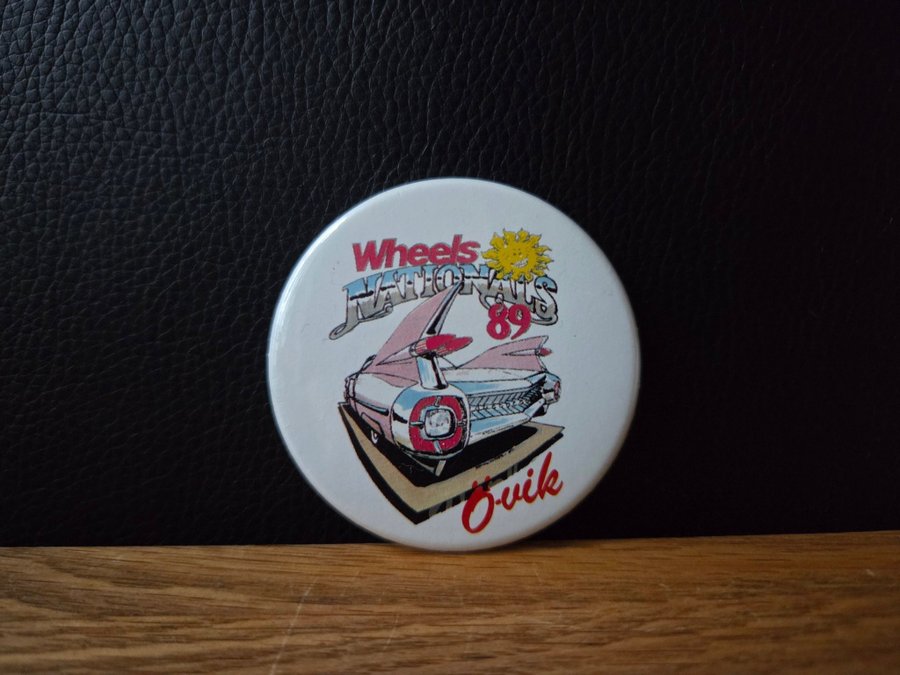 Wheels
NATIONALS
89
Ö-vik